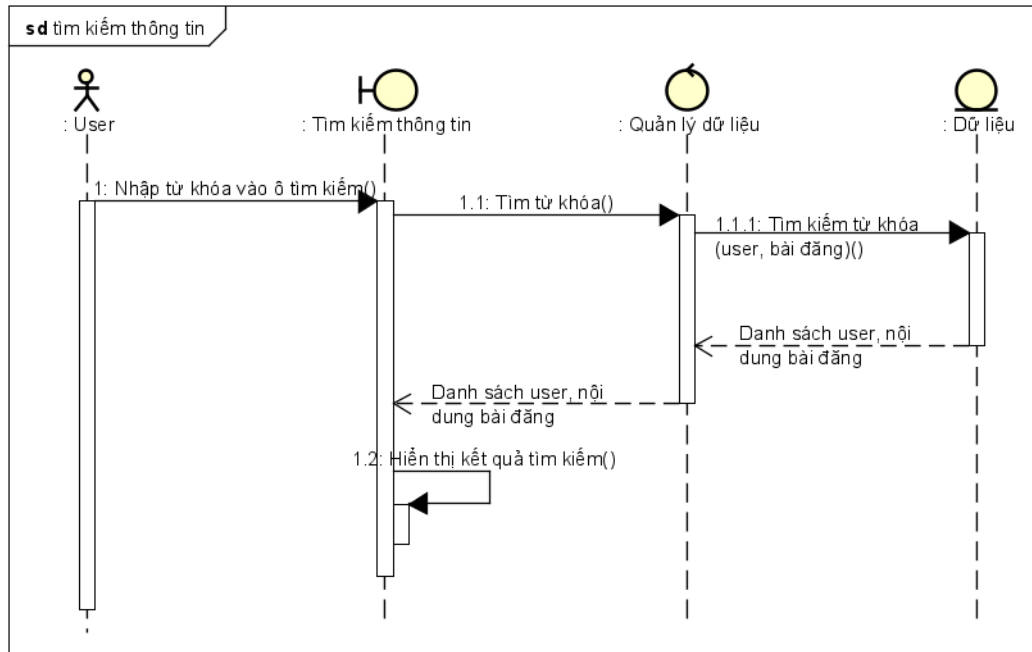 sd tìm kiếm thông tin
: User
: Tìm kiếm thông tin
: Quản lý dữ liệu
: Dữ liệu
1: Nhập từ khóa vào ô tìm kiếm()
1.1: Tìm từ khóa()
1.1.1: Tìm kiếm từ khóa
(user, bài đăng)()
Danh sách user, nội
dung bài đăng
Danh sách user, nội
dung bài đăng
1.2: Hiển thị kết quả tìm kiếm()